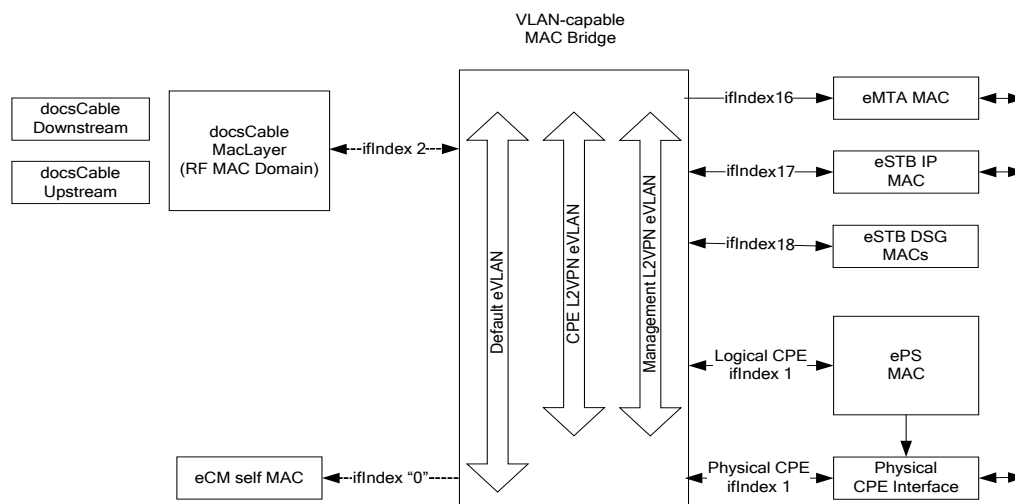 VLAN-capable
MAC Bridge
docsCable
Downstream
docsCable
Upstream
docsCable
MacLayer
(RF MAC Domain)
ifIndex 2
Default eVLAN
CPE L2VPN eVLAN
Management L2VPN eVLAN
ifIndex16
eMTA MAC
ifIndex17
eSTB IP
MAC
ifIndex18
eSTB DSG
MACs
Logical CPE
ifIndex 1
ePS
MAC
eCM self MAC
ifIndex “0”
Physical CPE
ifIndex 1
Physical
CPE Interface